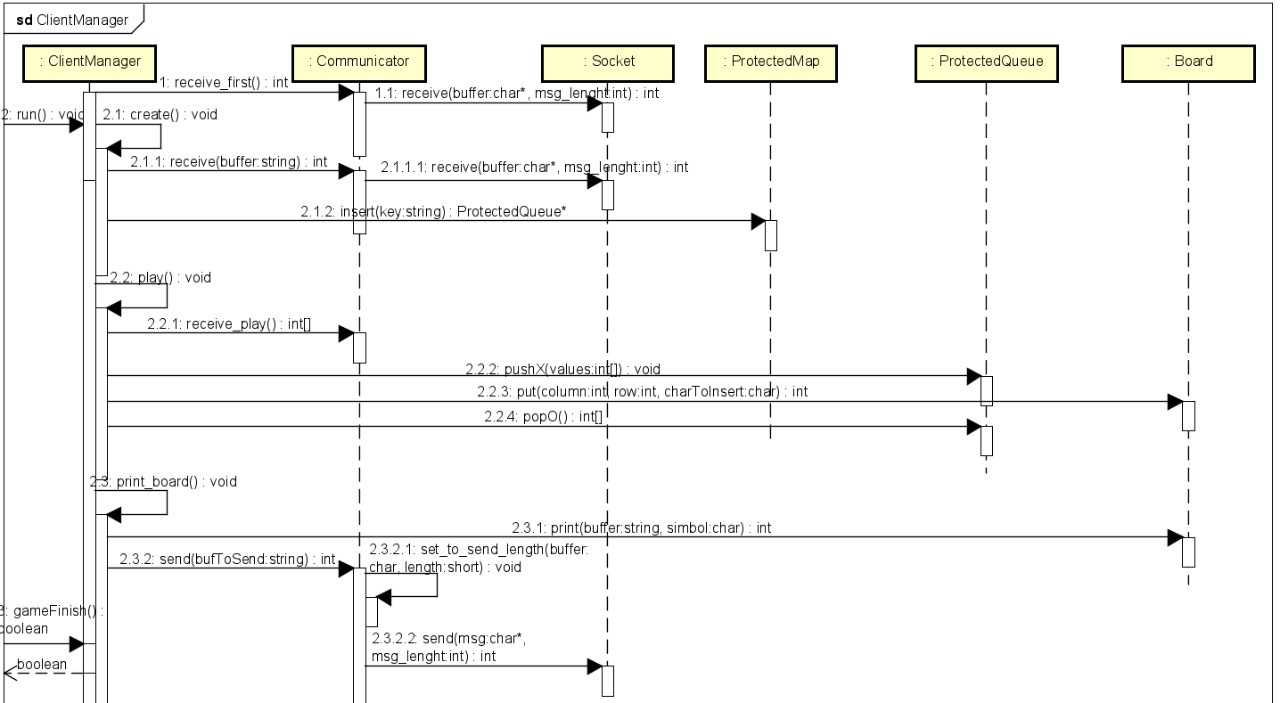 sd ClientManager
: ClientManager
: Communicator
: Socket
: ProtectedMap
: ProtectedQueue
: Board
1: receive_first() : int
1.1: receive(buffer:char*, msg_lenght:int) : int
2: run() : void
2.1: create() : void
2.1.1: receive(buffer:string) : int
2.1.1.1: receive(buffer:char*, msg_lenght:int) : int
2.1.2: insert(key:string) : ProtectedQueue*
2.2: play() : void
2.2.1: receive_play() : int[]
2.2.2: pushX(values:int[]) : void
2.2.3: put(column:int, row:int, charToInsert:char) : int
2.2.4: popO() : int[]
2.3: print_board() : void
2.3.1: print(buffer:string, simbol:char) : int
2.3.2: send(bufToSend:string) : int
2.3.2.1: set_to_send_length(buffer:
char, length:short) : void
3: gameFinish() :
boolean
2.3.2.2: send(msg:char*,
msg_lenght:int) : int
boolean